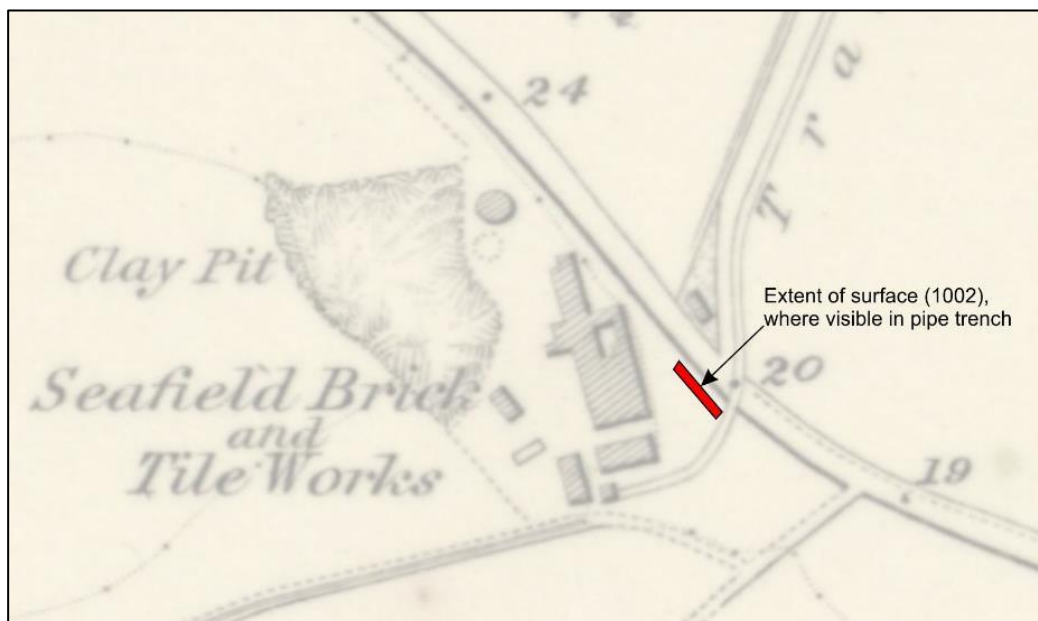 24
Tra
Clay Pit
Extent of surface (1002),
where visible in pipe trench
20
Seafield Brick
and
Tile Works
19